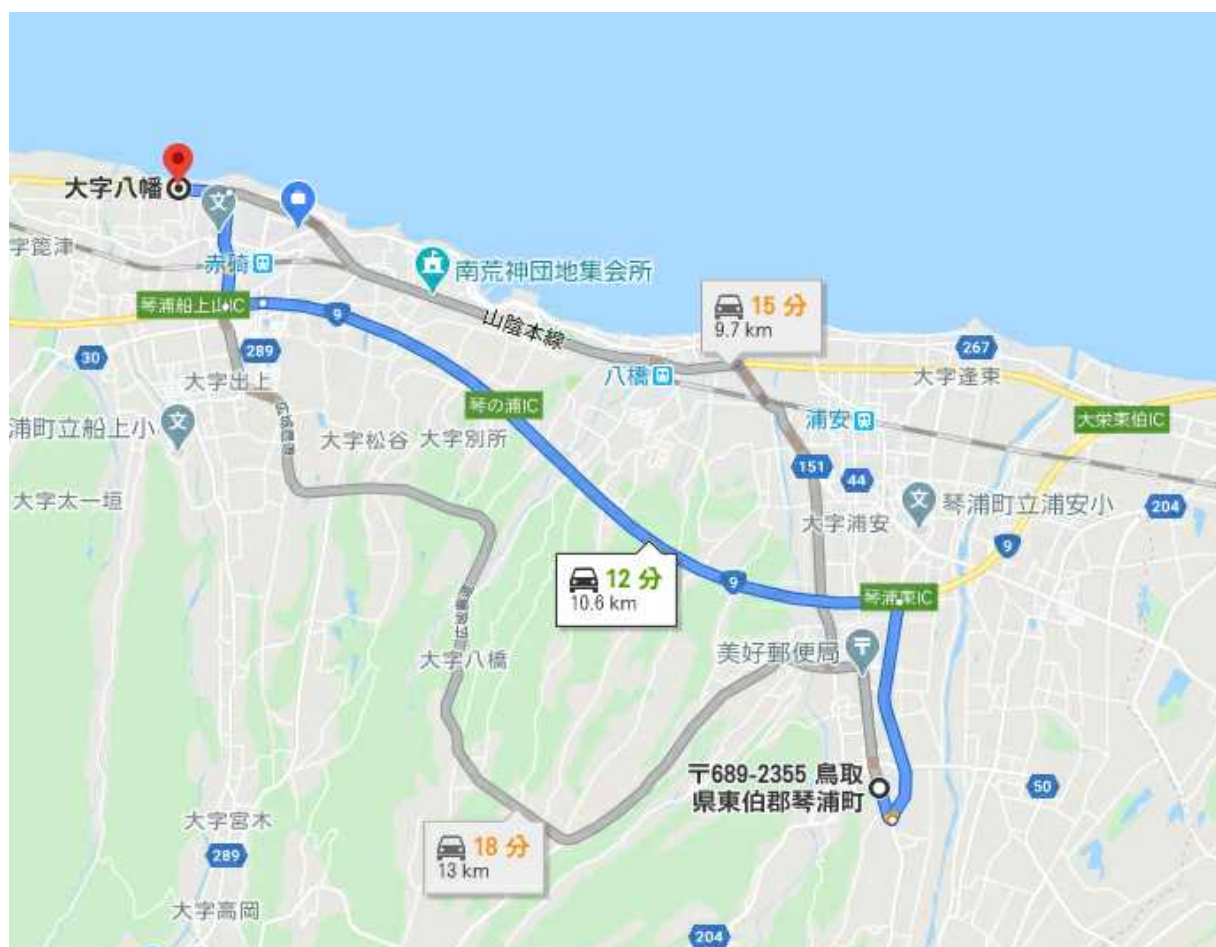 大字八幡
文
字箆津
赤碕
南荒神団地集会所
琴浦船上山IC
9
山陰本線
15 分
9.7 km
30
289
267
大字出上
八橋
大字逢東
琴の浦IC
浦安
大栄東伯IC
浦町立船上小
文
大字松谷
大字別所
151
44
大字太一垣
文
琴浦町立浦安小
204
大字浦安
9
12 分
10.6 km
9
琴浦東IC
大字八橋
美好郵便局
〒689-2355 鳥取
県東伯郡琴浦町
50
大字宮木
18 分
13 km
289
大字高岡
204